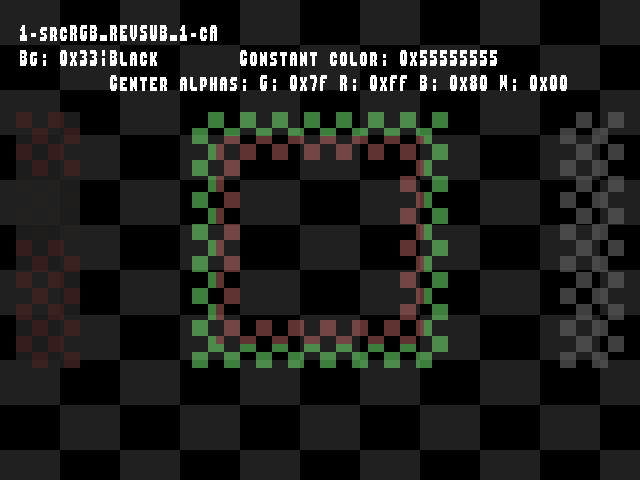 1-srcRGB_REVSUB_1-cA
Bg: 0x33¦Black Constant color: 0x55555555
Center alphas: G: 0x7f R: 0xff B: 0x80 W: 0x00